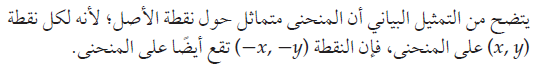 يتضح من التمثيل البياني أن المنحنى متماثل حول نقطة الأصل؛ لأنه لكل نقطة
(x, y) على المنحنى، فإن النقطة (−x, −y) تقع أيضًا على المنحنى.